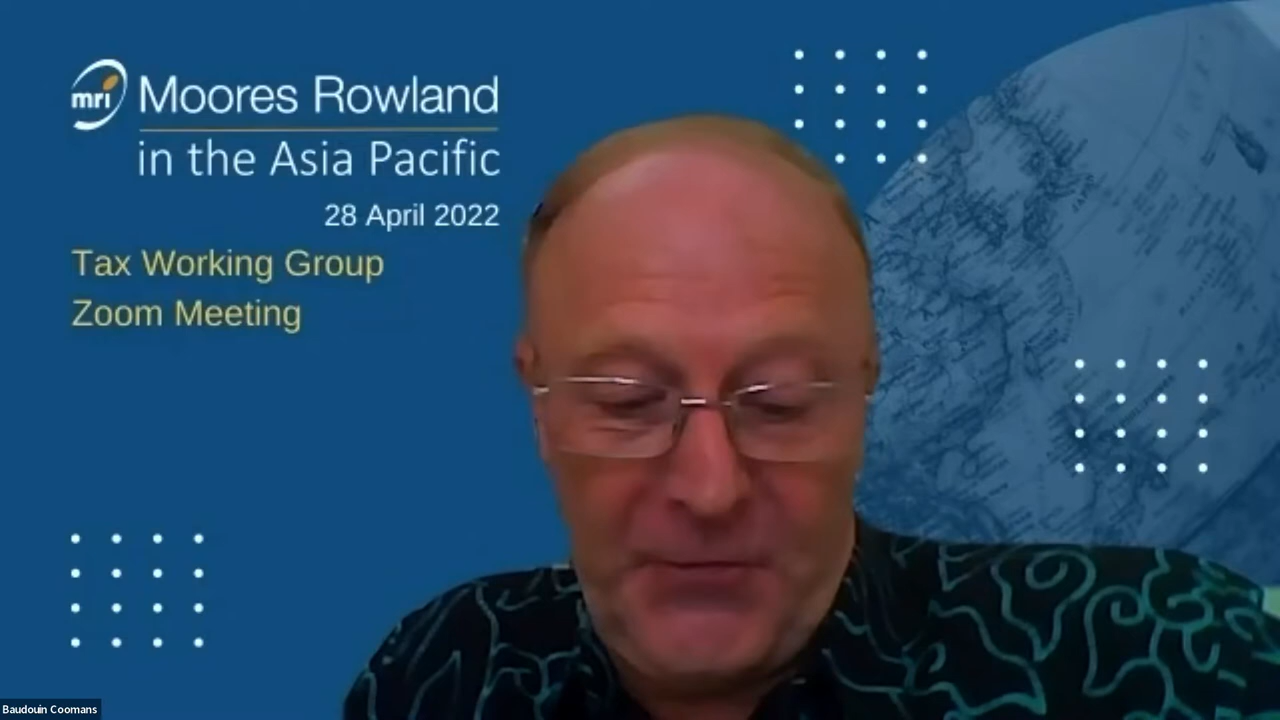 mri
Moores Rowland
in the Asia Pacific
28 April 2022
Tax Working Group
Zoom Meeting
Baudouin Coomans